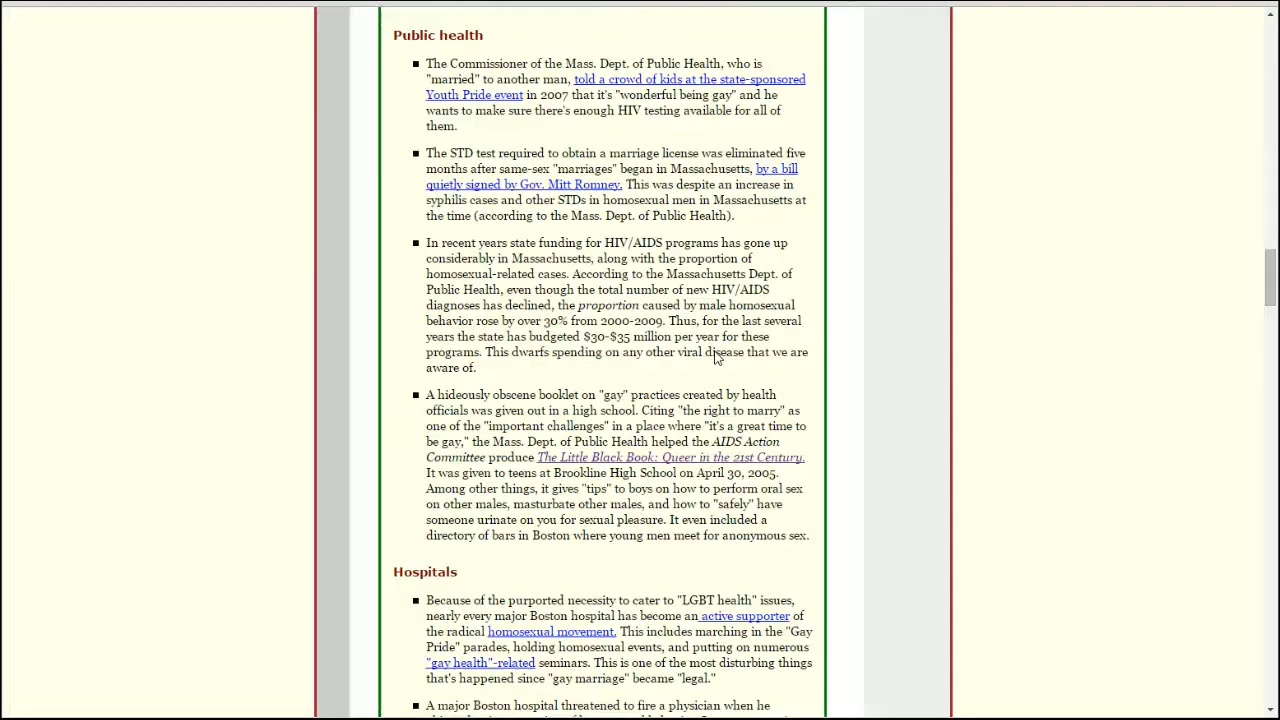 Public health
The Commissioner of the Mass. Dept. of Public Health, who is
"married" to another man, told a crowd of kids at the state-sponsored
Youth Pride event in 2007 that it's "wonderful being gay" and he
wants to make sure there's enough HIV testing available for all of
them.
The STD test required to obtain a marriage license was eliminated five
months after same-sex "marriages" began in Massachusetts, by a bill
quietly signed by Gov. Mitt Romney. This was despite an increase in
syphilis cases and other STDs in homosexual men in Massachusetts at
the time (according to the Mass. Dept. of Public Health).
In recent years state funding for HIV/AIDS programs has gone up
considerably in Massachusetts, along with the proportion of
homosexual-related cases. According to the Massachusetts Dept. of
Public Health, even though the total number of new HIV/AIDS
diagnoses has declined, the proportion caused by male homosexual
behavior rose by over 30% from 2000-2009. Thus, for the last several
years the state has budgeted $30-$35 million per year for these
programs. This dwarfs spending on any other viral disease that we are
aware of.
A hideously obscene booklet on "gay" practices created by health
officials was given out in a high school. Citing "the right to marry" as
one of the "important challenges" in a place where "it's a great time to
be gay," the Mass. Dept. of Public Health helped the AIDS Action
Committee produce The Little Black Book: Queer in the 21st Century.
It was given to teens at Brookline High School on April 30, 2005.
Among other things, it gives "tips" to boys on how to perform oral sex
on other males, masturbate other males, and how to "safely" have
someone urinate on you for sexual pleasure. It even included a
directory of bars in Boston where young men meet for anonymous sex.
Hospitals
Because of the purported necessity to cater to "LGBT health" issues,
nearly every major Boston hospital has become an active supporter of
the radical homosexual movement. This includes marching in the "Gay
Pride" parades, holding homosexual events, and putting on numerous
"gay health"-related seminars. This is one of the most disturbing things
that's happened since "gay marriage" became "legal."
A major Boston hospital threatened to fire a physician when he